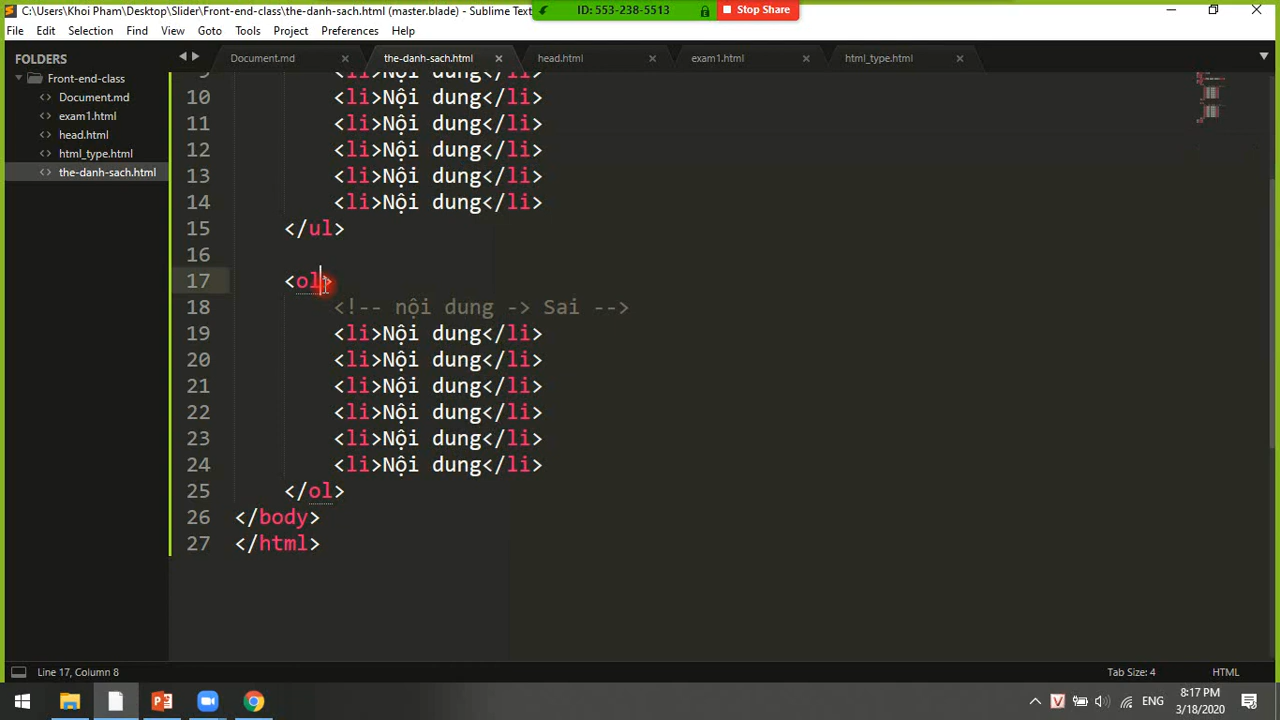 C:\Users\Khoi Pham\Desktop\Slider\Front-end-class\the-danh-sach.html (master.blade) - Sublime Text
ID: 553-238-5513
Stop Share
File Edit Selection Find View Goto Tools Project Preferences Help
FOLDERS
Front-end-class
Document.md
exam1.html
head.html
html_type.html
the-danh-sach.html
Document.md
the-danh-sach.html
head.html
exam1.html
html_type.html
9 <li>Nội dung</li>
10 <li>Nội dung</li>
11 <li>Nội dung</li>
12 <li>Nội dung</li>
13 <li>Nội dung</li>
14 <li>Nội dung</li>
15 </ul>
16
17 <ol>
18 <!-- nội dung -> Sai -->
19 <li>Nội dung</li>
20 <li>Nội dung</li>
21 <li>Nội dung</li>
22 <li>Nội dung</li>
23 <li>Nội dung</li>
24 <li>Nội dung</li>
25 </ol>
26 </body>
27 </html>
Line 17, Column 8
Tab Size: 4
HTML
V
ENG
8:17 PM
3/18/2020